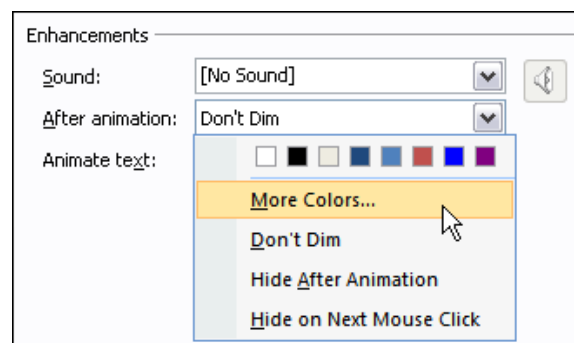 Enhancements
Sound: [No Sound]
After animation: Don't Dim
Animate text:
More Colors...
Don't Dim
Hide After Animation
Hide on Next Mouse Click